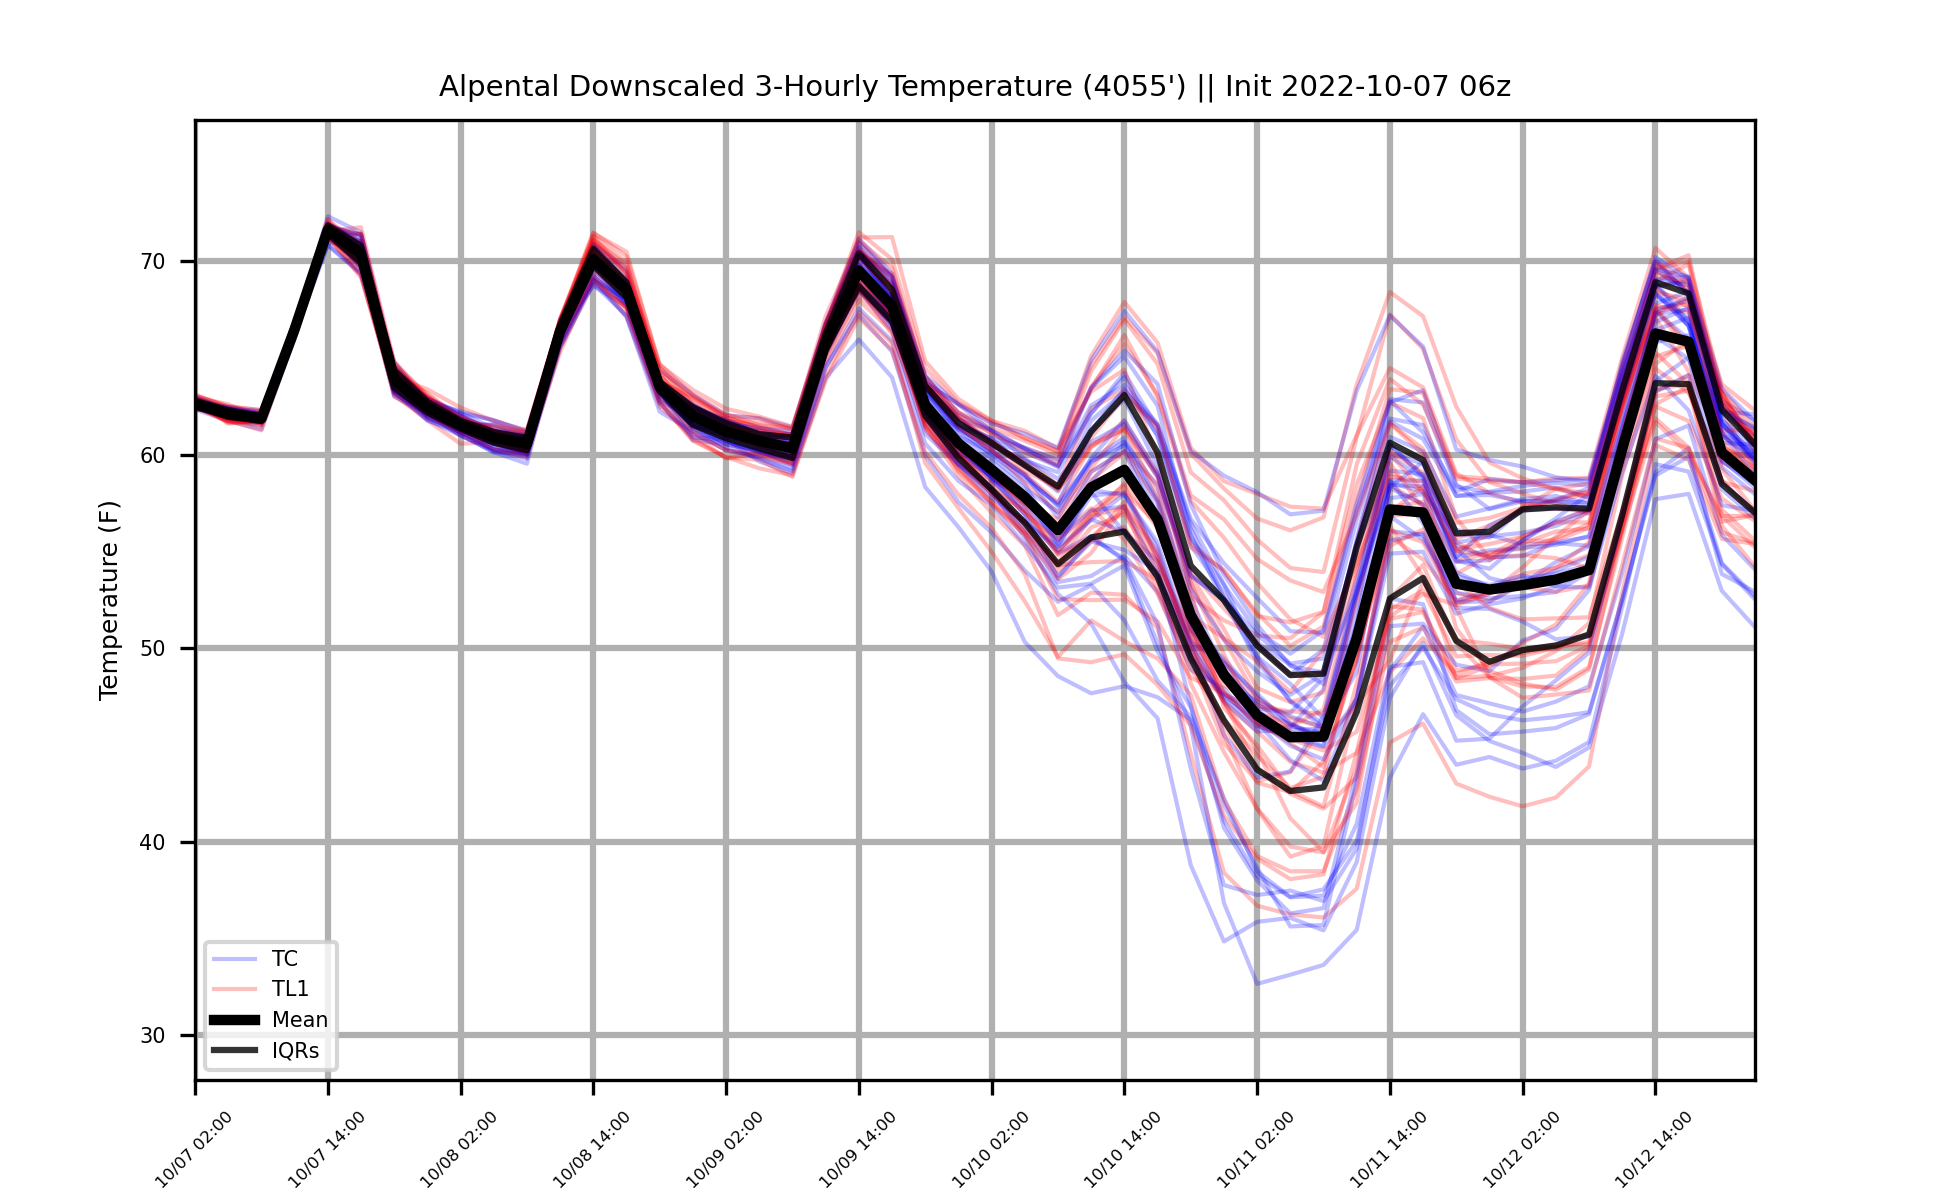 Alpental Downscaled 3-Hourly Temperature (4055') || Init 2022-10-07 06z
Temperature (F)
70
60
50
40
30
TC
TL1
Mean
IQRs
10/07 02:00
10/07 14:00
10/08 02:00
10/08 14:00
10/09 02:00
10/09 14:00
10/10 02:00
10/10 14:00
10/11 02:00
10/11 14:00
10/12 02:00
10/12 14:00